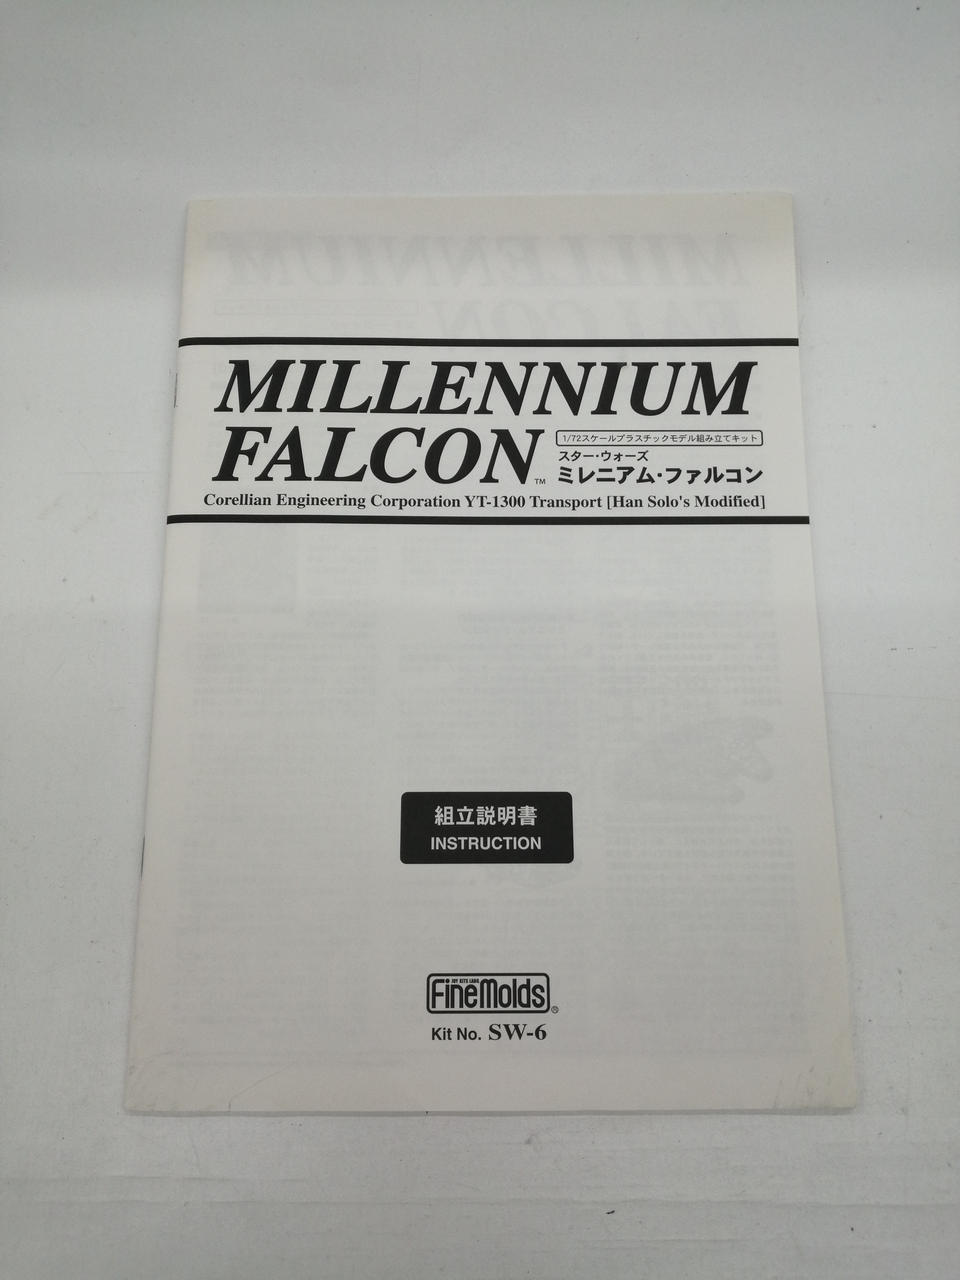 MILLENNIUM
FALCON™
1/72スケールプラスチックモデル組み立てキット
スター・ウォーズ
ミレニアム・ファルコン
Corellian Engineering Corporation YT-1300 Transport [Han Solo's Modified]
組立説明書
INSTRUCTION
FineMolds®
Kit No. SW-6